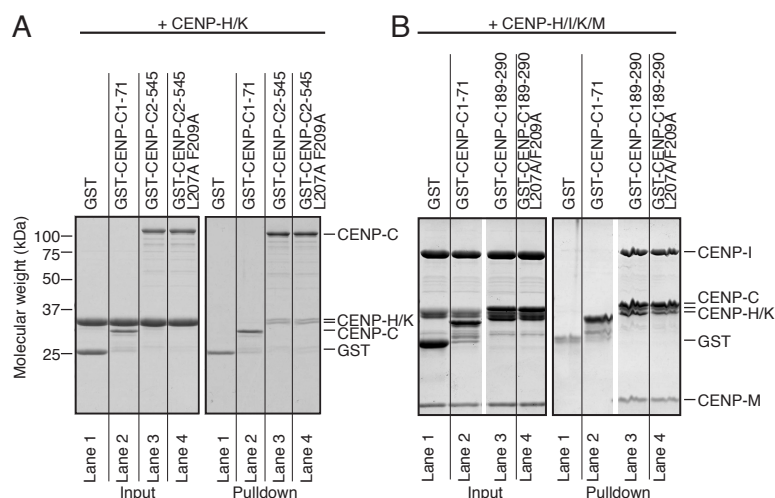 A
+ CENP-H/K
GST
GST-CENP-C1-71
GST-CENP-C2-545
GST-CENP-C2-545
L207A F209A
GST
GST-CENP-C1-71
GST-CENP-C2-545
GST-CENP-C2-545
L207A F209A
Molecular weight (kDa)
100
75
50
37
25
CENP-C
CENP-H/K
CENP-C
GST
Lane 1
Lane 2
Lane 3
Lane 4
Lane 1
Lane 2
Lane 3
Lane 4
Input
Pulldown
B
+ CENP-H/I/K/M
GST
GST-CENP-C1-71
GST-CENP-C189-290
GST-CENP-C189-290
L207A/F209A
GST
GST-CENP-C1-71
GST-CENP-C189-290
GST-CENP-C189-290
L207A/F209A
CENP-I
CENP-C
CENP-H/K
GST
CENP-M
Lane 1
Lane 2
Lane 3
Lane 4
Lane 1
Lane 2
Lane 3
Lane 4
Input
Pulldown